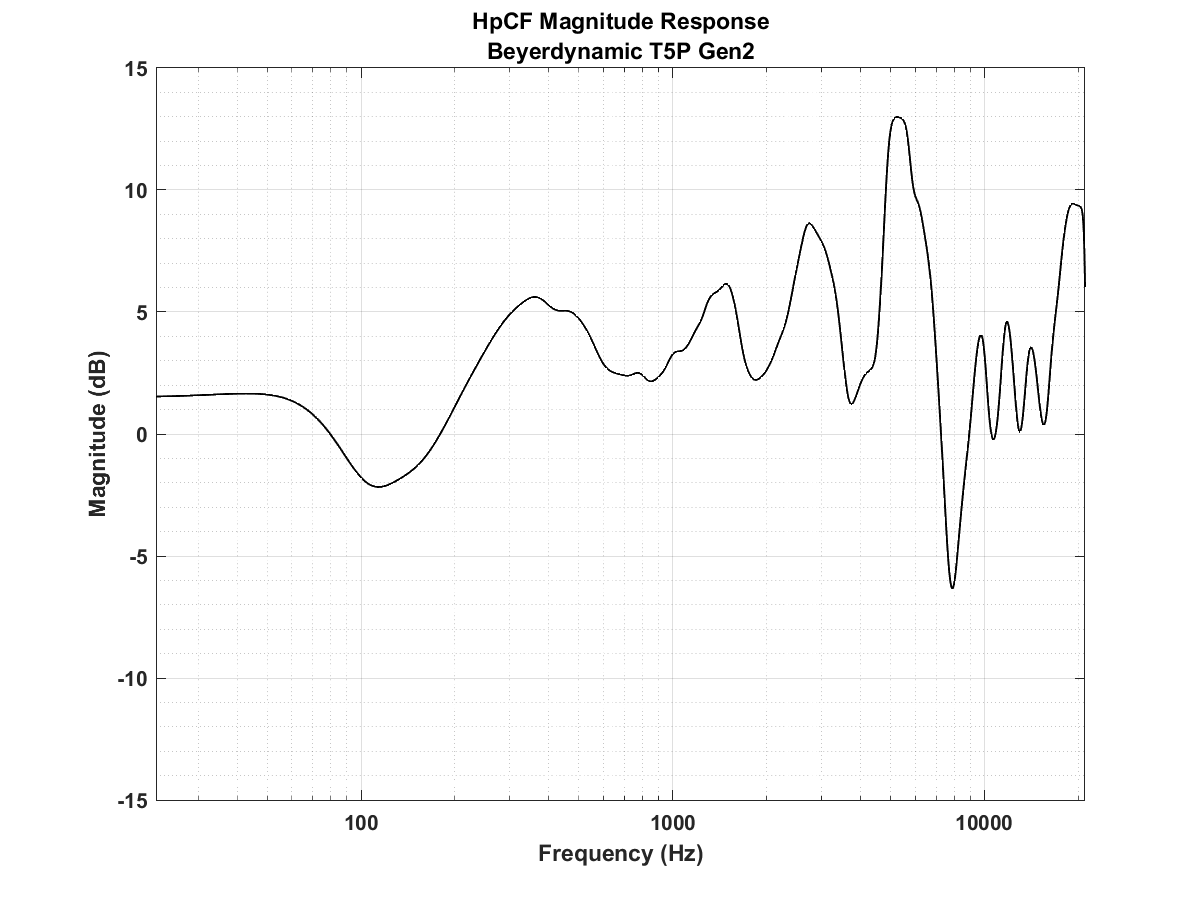 HpCF Magnitude Response
Beyerdynamic T5P Gen2
15
10
5
0
-5
-10
-15
Magnitude (dB)
100
1000
10000
Frequency (Hz)